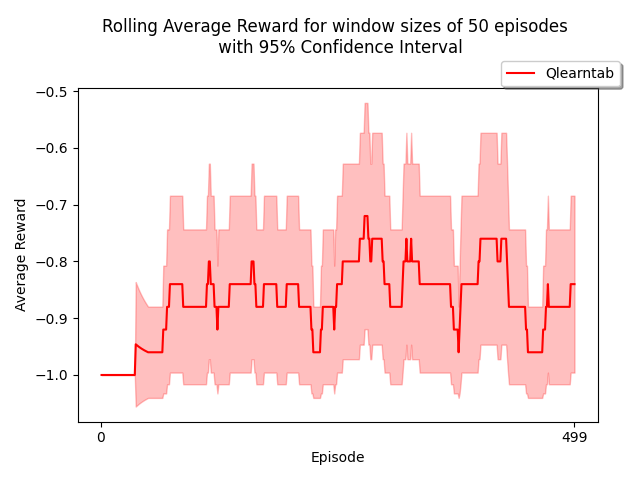 Rolling Average Reward for window sizes of 50 episodes
with 95% Confidence Interval
Qlearntab
−0.5
−0.6
−0.7
−0.8
−0.9
−1.0
Average Reward
0
499
Episode